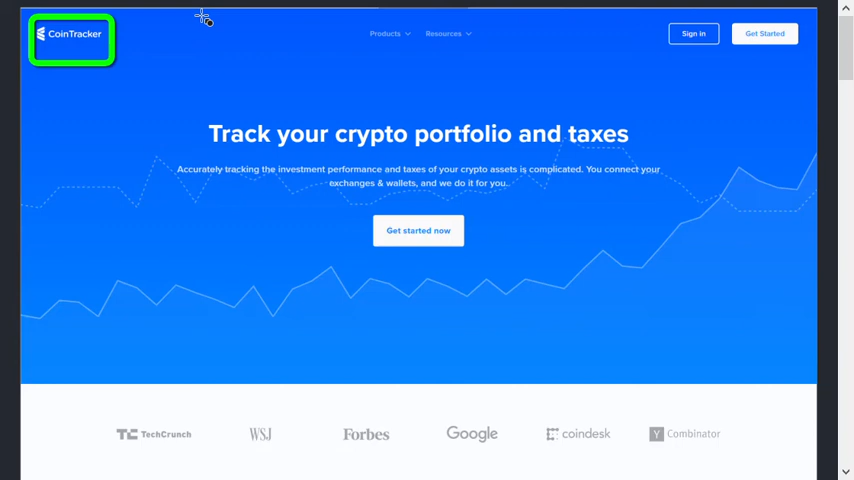 CoinTracker
Products Resources
Sign in Get Started
Track your crypto portfolio and taxes
Accurately tracking the investment performance and taxes of your crypto assets is complicated. You connect your
exchanges & wallets, and we do it for you.
Get started now
TC TechCrunch WSJ Forbes Google coindesk Y Combinator